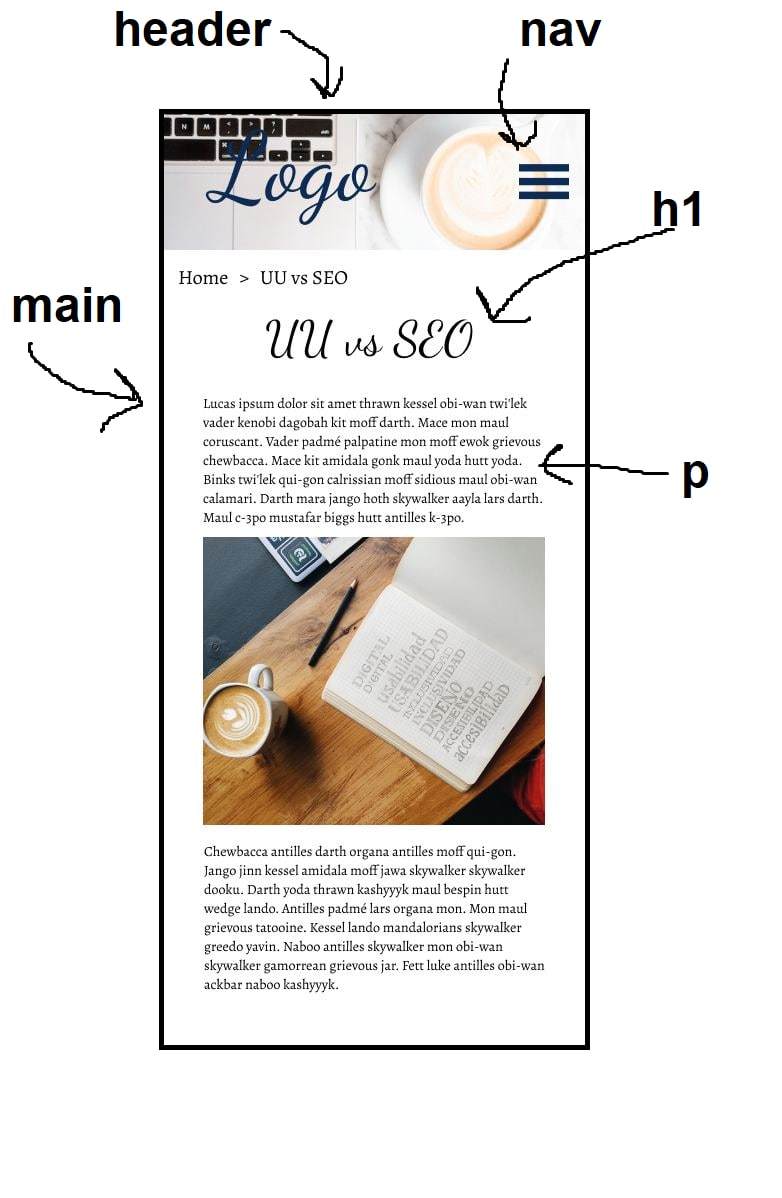 header
nav
N M < > ? shift
⌘
Logo
h1
Home > UU vs SEO
main
UU vs SEO
Lucas ipsum dolor sit amet thrawn kessel obi-wan twi'lek
vader kenobi dagobah kit moff darth. Mace mon maul
coruscant. Vader padmé palpatine mon moff ewok grievous
chewbacca. Mace kit amidala gonk maul yoda hutt yoda.
p
Binks twi'lek qui-gon calrissian moff sidious maul obi-wan
calamari. Darth mara jango hoth skywalker aayla lars darth.
Maul c-3po mustafar biggs hutt antilles k-3po.
DIGITAL
DIGITAL
usabilidad
USABILIDAD
INCLUSIVIDAD
INCLUSIVIDAD
DISEÑO
DISEÑO
ACCESIBILIDAD
accesibilidad
Chewbacca antilles darth organa antilles moff qui-gon.
Jango jinn kessel amidala moff jawa skywalker skywalker
dooku. Darth yoda thrawn kashyyyk maul bespin hutt
wedge lando. Antilles padmé lars organa mon. Mon maul
grievous tatooine. Kessel lando mandalorians skywalker
greedo yavin. Naboo antilles skywalker mon obi-wan
skywalker gamorrean grievous jar. Fett luke antilles obi-wan
ackbar naboo kashyyyk.